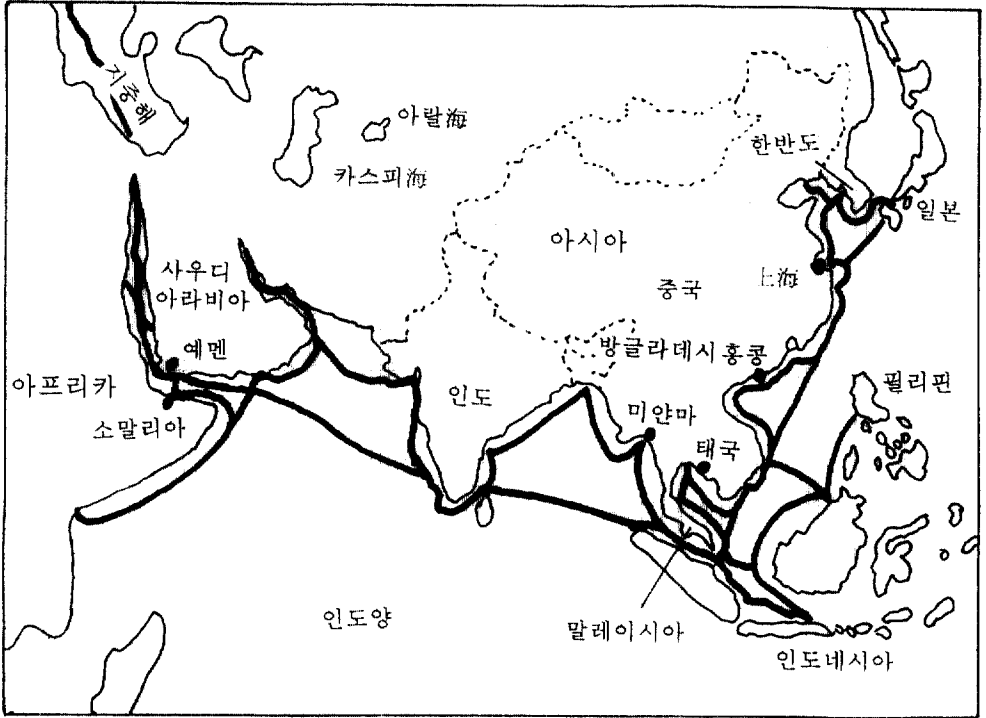 지중해
아랄海
카스피海
한반도
일본
아시아
上海
중국
사우디
아라비아
예멘
방글라데시
홍콩
아프리카
인도
필리핀
소말리아
미얀마
태국
인도양
말레이시아
인도네시아